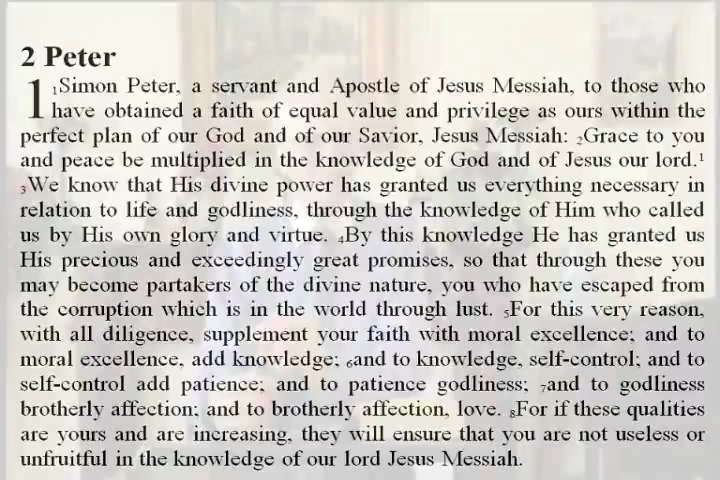 2 Peter
1 1Simon Peter, a servant and Apostle of Jesus Messiah, to those who
have obtained a faith of equal value and privilege as ours within the
perfect plan of our God and of our Savior, Jesus Messiah: 2Grace to you
and peace be multiplied in the knowledge of God and of Jesus our lord.1
3We know that His divine power has granted us everything necessary in
relation to life and godliness, through the knowledge of Him who called
us by His own glory and virtue. 4By this knowledge He has granted us
His precious and exceedingly great promises, so that through these you
may become partakers of the divine nature, you who have escaped from
the corruption which is in the world through lust. 5For this very reason,
with all diligence, supplement your faith with moral excellence; and to
moral excellence, add knowledge; 6and to knowledge, self-control; and to
self-control add patience; and to patience godliness; 7and to godliness
brotherly affection; and to brotherly affection, love. 8For if these qualities
are yours and are increasing, they will ensure that you are not useless or
unfruitful in the knowledge of our lord Jesus Messiah.